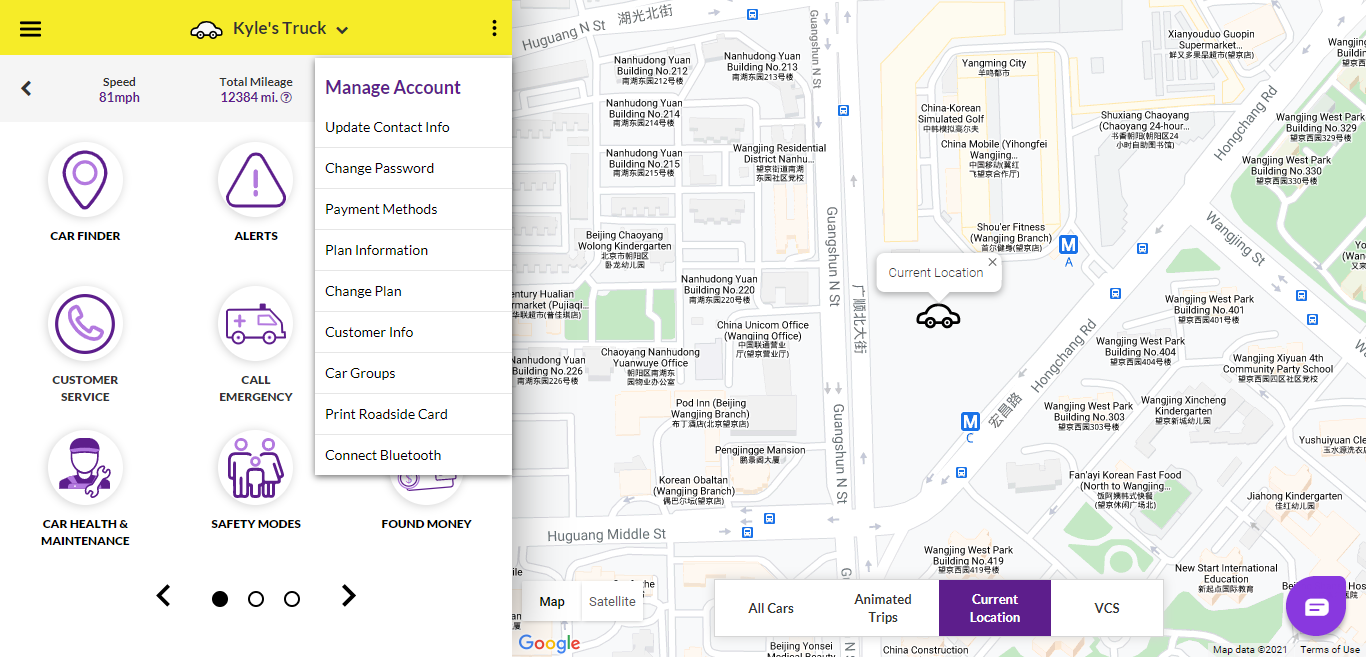 Kyle's Truck
Speed
81mph
Total Mileage
12384 mi.
Manage Account
Update Contact Info
Change Password
Payment Methods
Plan Information
Change Plan
Customer Info
Car Groups
Print Roadside Card
Connect Bluetooth
CAR FINDER
ALERTS
CUSTOMER
SERVICE
CALL
EMERGENCY
CAR HEALTH &
MAINTENANCE
SAFETY MODES
FOUND MONEY
Huguang N St
湖光北街
Nanhudong Yuan
Building No.212
南湖东园212号楼
Nanhudong Yuan
Building No.213
南湖东园213号楼
Guangshun N St
Nanhudong Yuan
Building No.214
南湖东园214号楼
Nanhudong Yuan
Building No.215
南湖东园215号楼
Wangjing Residential
District Nanhu...
望京街道南湖
东园社区党校
Beijing Chaoyang
Wolong Kindergarten
北京市朝阳区
卧龙幼儿园
Nanhudong Yuan
Building No.220
南湖东园220号楼
entury Hualian
market (Pujiaqi...
华联超市(普佳琪店)
China Unicom Office
(Wangjing Office)
中国联通营业
厅(望京营业厅)
Nanhudong Yuan
Building No.226
南湖东园226号楼
Chaoyang Nanhudong
Yuanwuye Office
朝阳区南湖东
园物业办公室
Pod Inn (Beijing
Wangjing Branch)
布丁酒店(北京望京店)
Pengjingge Mansion
鹏景阁大厦
Korean Obaltan
(Wangjing Branch)
偶巴尔坛(望京店)
Guangshun N St
广顺北大街
Guangshun N St
Huguang Middle St
Yangming City
羊鸣都市
China-Korean
Simulated Golf
中韩模拟高尔夫
China Mobile (Yihongfei
Wangjing...
中国移动(冀红
飞望京合作厅)
Shou'er Fitness
(Wangjing Branch)
首尔健身(望京店)
M
A
Current Location
Xianyouduo Guopin
Supermarket...
鲜又多果品超市(望京店)
Shuxiang Chaoyang
(Chaoyang 24-hour...
书香朝阳(朝阳区24
小时自助图书馆)
Hongchang Rd
Wangjing West Park
Building No.329
望京西园329号楼
Wangjing West Park
Building No.330
望京西园330号楼
Wangjing St
Wangjing West Park
Building No.401
望京西园401号楼
Hongchang Rd
宏昌路
Wangjing West Park
Building No.404
望京西园404号楼
Wangjing Xiyuan 4th
Community Party School
望京西园四区社区党校
M
C
Wangjing West Park
Building No.303
望京西园303号楼
Wangjing Xincheng
Kindergarten
望京新城幼儿园
Yushuiyuan Cle
玉水源洗衣店
Fan'ayi Korean Fast Food
(North to Wangjing...
饭阿姨韩式快餐
(望京休闲广场北)
Jiahong Kindergarten
佳红幼儿园
Wangjing West Park
Building No.419
望京西园419号楼
New Start International
Education
新起点国际教育
Map
Satellite
All Cars
Animated
Trips
Current
Location
VCS
Google
Beijing Yonsei
Medical Beauty
China Construction
Map data ©2021
Terms of Use